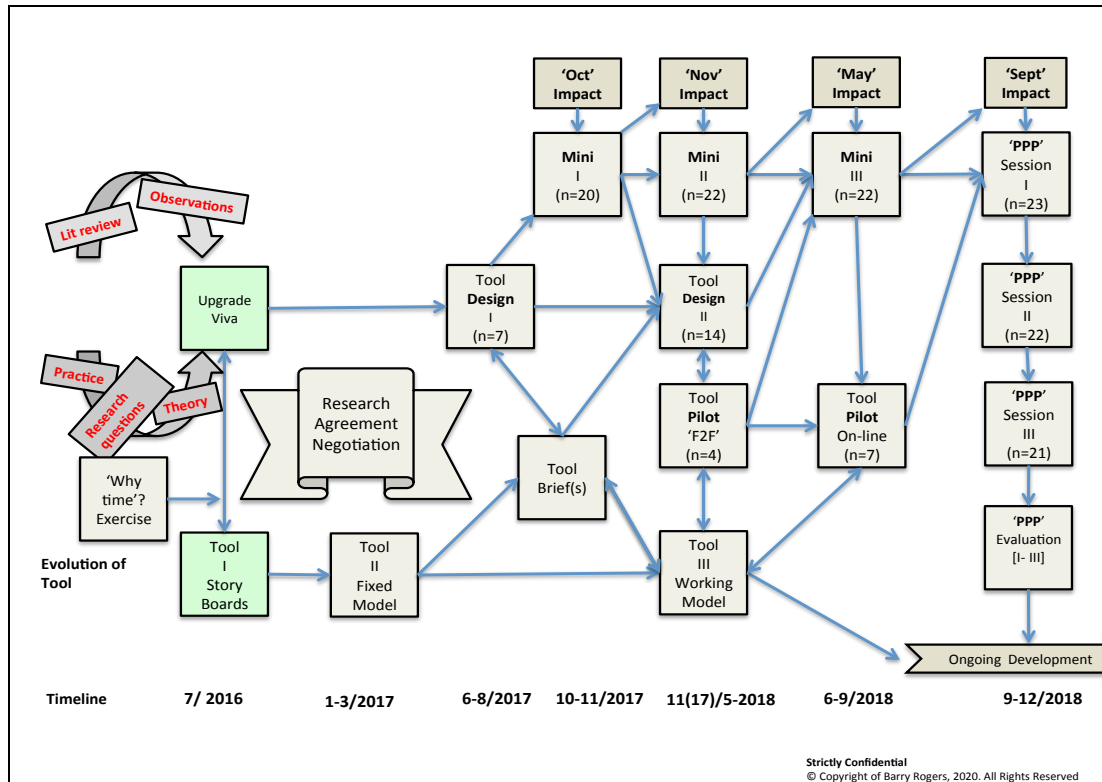 ‘Oct’
Impact
‘Nov’
Impact
‘May’
Impact
‘Sept’
Impact
Mini
I
(n=20)
Mini
II
(n=22)
Mini
III
(n=22)
‘PPP’
Session
I
(n=23)
Lit review
Observations
Upgrade
Viva
Tool
Design
I
(n=7)
Tool
Design
II
(n=14)
‘PPP’
Session
II
(n=22)
Practice
Research
questions
Theory
Research
Agreement
Negotiation
Tool
Pilot
‘F2F’
(n=4)
Tool
Pilot
On-line
(n=7)
‘PPP’
Session
III
(n=21)
‘Why
time’?
Exercise
Tool
Brief(s)
Evolution of
Tool
Tool
I
Story
Boards
Tool
II
Fixed
Model
Tool
III
Working
Model
‘PPP’
Evaluation
[I- III]
Ongoing Development
Timeline
7/ 2016
1-3/2017
6-8/2017
10-11/2017
11(17)/5-2018
6-9/2018
9-12/2018
Strictly Confidential
© Copyright of Barry Rogers, 2020. All Rights Reserved